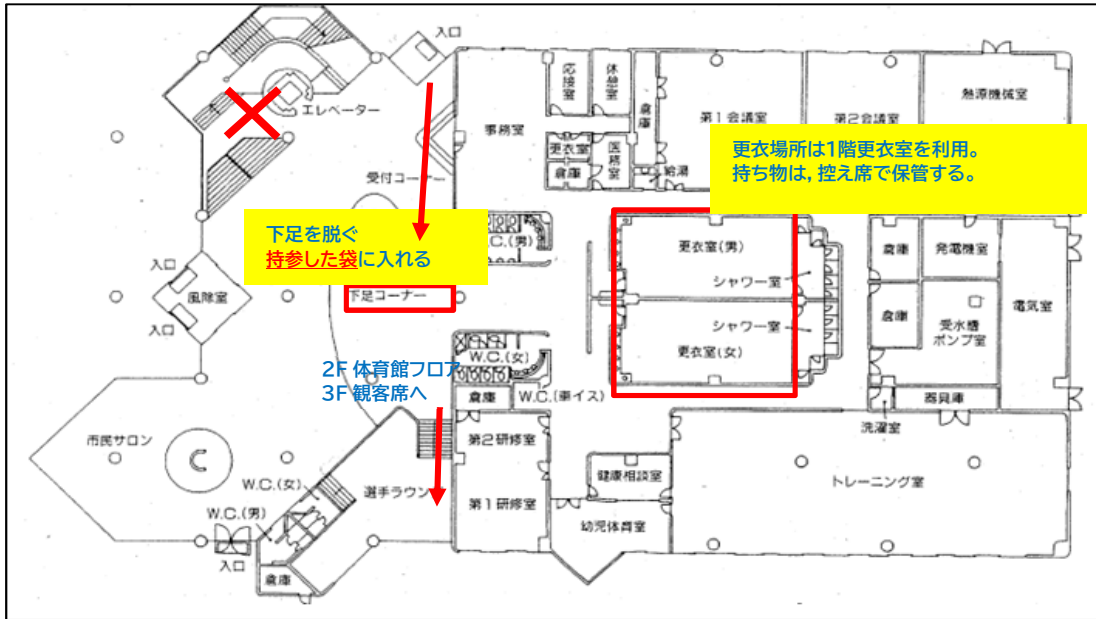 入口
エレベーター
受付コーナー
事務室
応接室
休憩室
倉庫
更衣室
倉庫
医務室
給湯
第1会議室
第2会議室
熱源機械室
更衣場所は1階更衣室を利用。
持ち物は,控え席で保管する。
下足を脱ぐ
持参した袋に入れる
W.C.(男)
下足コーナー
入口
風除室
入口
更衣室(男)
シャワー室
シャワー室
更衣室(女)
倉庫
発電機室
電気室
倉庫
受水槽
ポンプ室
器具庫
洗濯室
W.C.(女)
2F 体育館フロア
3F 観客席へ
倉庫
W.C.(車イス)
市民サロン
第2研修室
第1研修室
選手ラウン
W.C.(女)
W.C.(男)
入口
倉庫
健康相談室
幼児体育室
トレーニング室